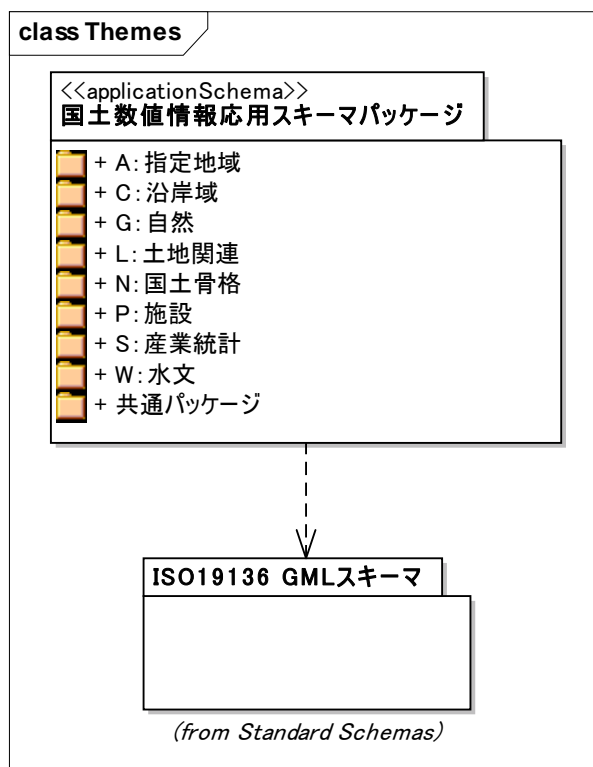 class Themes
<<applicationSchema>>
国土数値情報応用スキーマパッケージ
+ A:指定地域
+ C:沿岸域
+ G:自然
+ L:土地関連
+ N:国土骨格
+ P:施設
+ S:産業統計
+ W:水文
+ 共通パッケージ
ISO19136 GMLスキーマ
(from Standard Schemas)